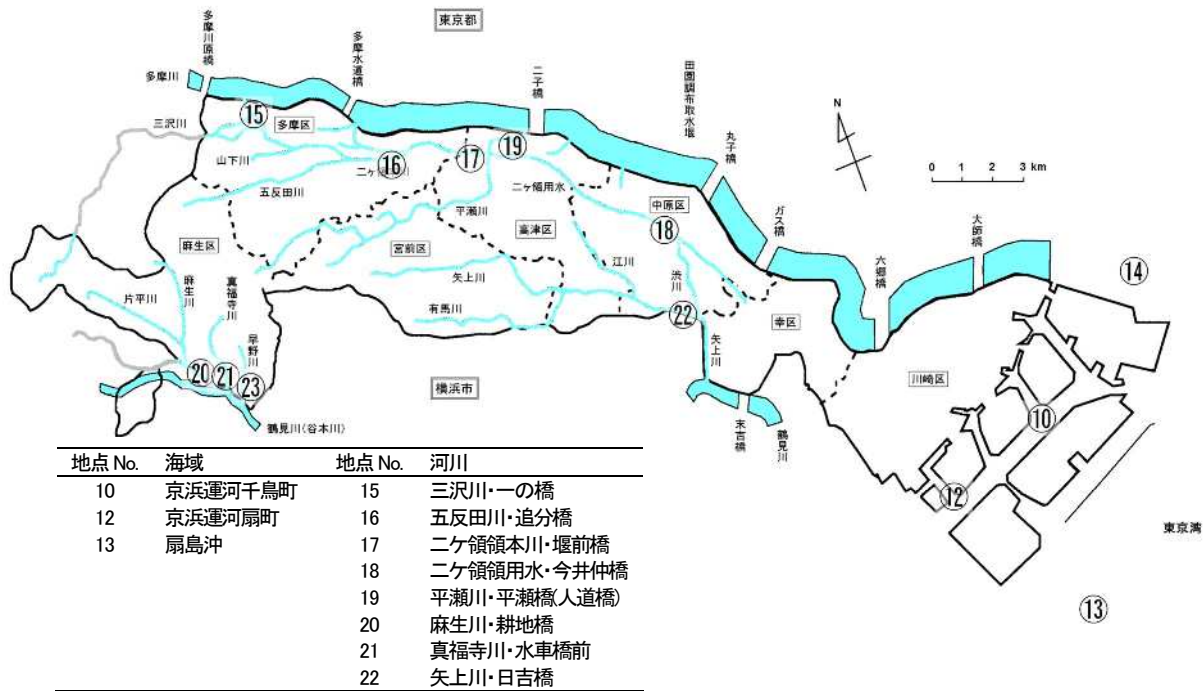 東京都
多摩川原橋
多摩水道橋
二子橋
田園調布取水堰
丸子橋
ガス橋
六郷橋
大師橋
多摩川
三沢川
15
多摩区
山下川
16
17
19
二ヶ領
川
五反田川
二ヶ領用水
中原区
18
平瀬川
高津区
麻生区
宮前区
江川
渋川
麻生川
真福寺川
矢上川
片平川
有馬川
22
幸区
早野川
矢上川
20
21
23
横浜市
川崎区
鶴見川(谷本川)
末吉橋
鶴見川
N
0 1 2 3 km
14
10
12
東京湾
13
地点 No. 海域 地点 No. 河川
10 京浜運河千鳥町 15 三沢川・一の橋
12 京浜運河扇町 16 五反田川・追分橋
13 扇島沖 17 二ケ領領本川・堰前橋
18 二ケ領領用水・今井仲橋
19 平瀬川・平瀬橋(人道橋)
20 麻生川・耕地橋
21 真福寺川・水車橋前
22 矢上川・日吉橋